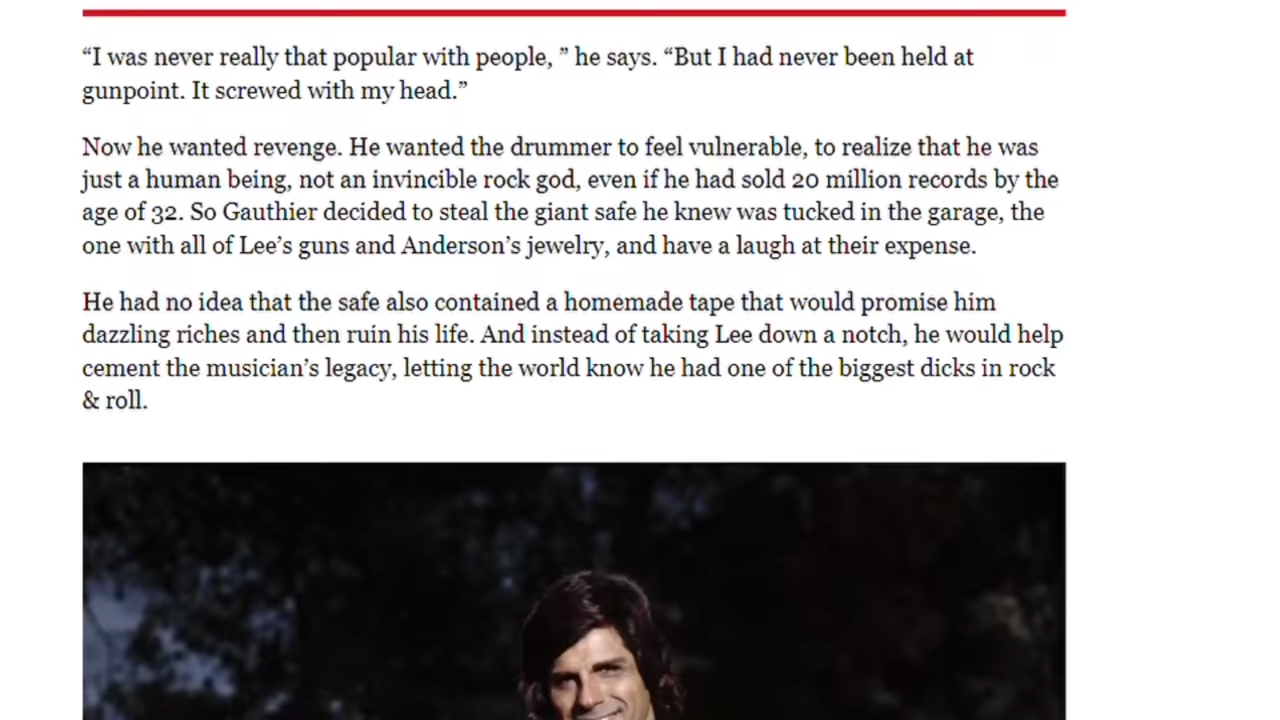 “I was never really that popular with people, ” he says. “But I had never been held at
gunpoint. It screwed with my head.”
Now he wanted revenge. He wanted the drummer to feel vulnerable, to realize that he was
just a human being, not an invincible rock god, even if he had sold 20 million records by the
age of 32. So Gauthier decided to steal the giant safe he knew was tucked in the garage, the
one with all of Lee’s guns and Anderson’s jewelry, and have a laugh at their expense.
He had no idea that the safe also contained a homemade tape that would promise him
dazzling riches and then ruin his life. And instead of taking Lee down a notch, he would help
cement the musician’s legacy, letting the world know he had one of the biggest dicks in rock
& roll.